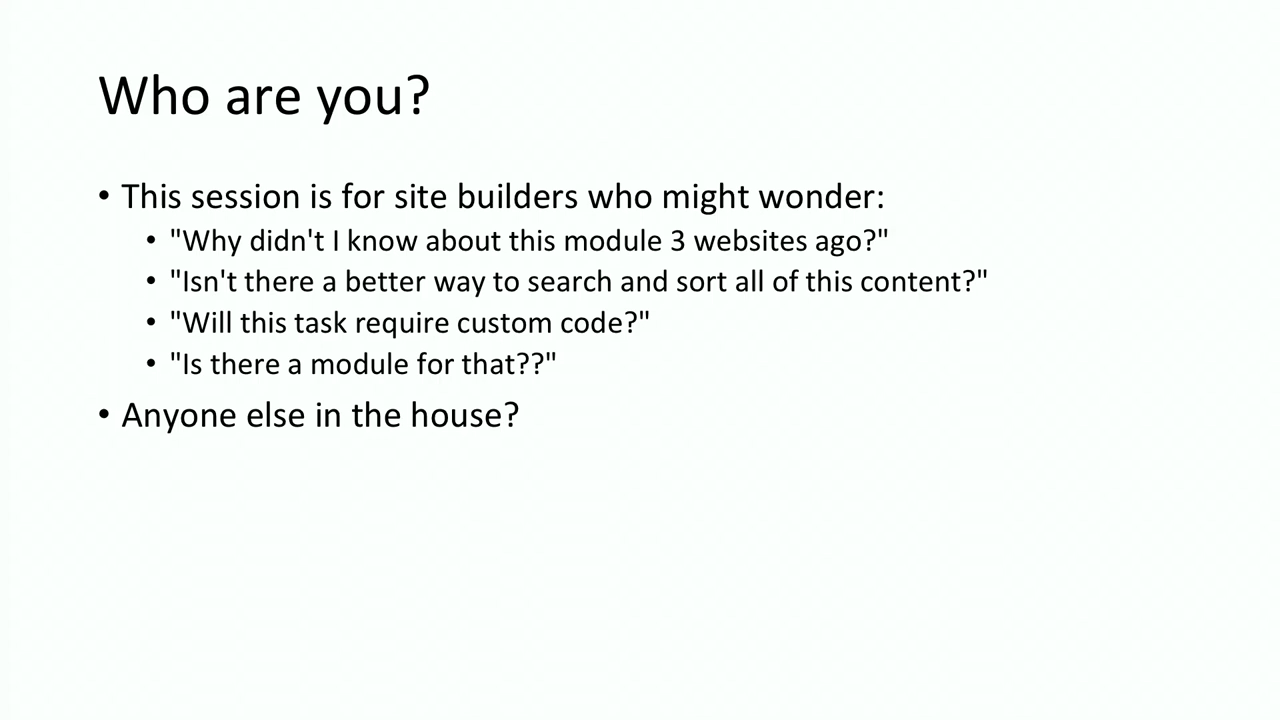 Who are you?
• This session is for site builders who might wonder:
• "Why didn't I know about this module 3 websites ago?"
• "Isn't there a better way to search and sort all of this content?"
• "Will this task require custom code?"
• "Is there a module for that??"
• Anyone else in the house?